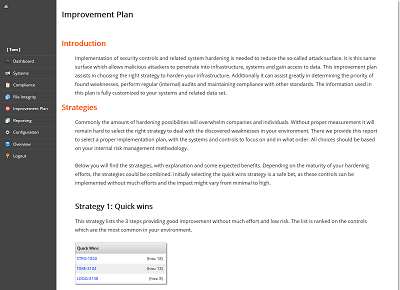 Improvement Plan
[Tom]
Dashboard
Systems
Compliance
File Integrity
Improvement Plan
Reporting
Configuration
Overview
Logout
Introduction
Implementation of security controls and related system hardening is needed to reduce the so-called attack surface. It is this same
surface which allows malicious attackers to penetrate into infrastructure, systems and gain access to data. This improvement plan
assists in choosing the right strategy to harden your infrastructure. Additionally it can assist greatly in determining the priority of
found weaknesses, perform regular (internal) audits and maintaining compliance with other standards. The information used in
this plan is fully customized to your systems and related data set.
Strategies
Commonly the amount of hardening possibilities will overwhelm companies and individuals. Without proper measurement it will
remain hard to select the right strategy to deal with the discovered weaknesses in your environment. There we provide this report
to select a proper implementation plan, with the systems and controls to focus on and in what order. All choices should be based
on your internal risk management methodology.
Below you will find the strategies, with explanation and some expected benefits. Depending on the maturity of your hardening
efforts, the strategies could be combined. Initially selecting the quick wins strategy is a safe bet, as these controls can be
implemented without much efforts and the impact might vary from minimal to high.
Strategy 1: Quick wins
This strategy lists the 3 steps providing good improvement without much effort and low risk. The list is ranked on the controls
which are the most common in your environment.
Quick Wins
TIME-3104